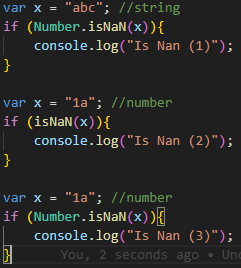 var x = "abc"; //string
if (Number.isNaN(x)){
    console.log("Is Nan (1)");
}
var x = "1a"; //number
if (isNaN(x)){
    console.log("Is Nan (2)");
}
var x = "1a"; //number
if (Number.isNaN(x)){
    console.log("Is Nan (3)");
}    You, 2 seconds ago • Unc